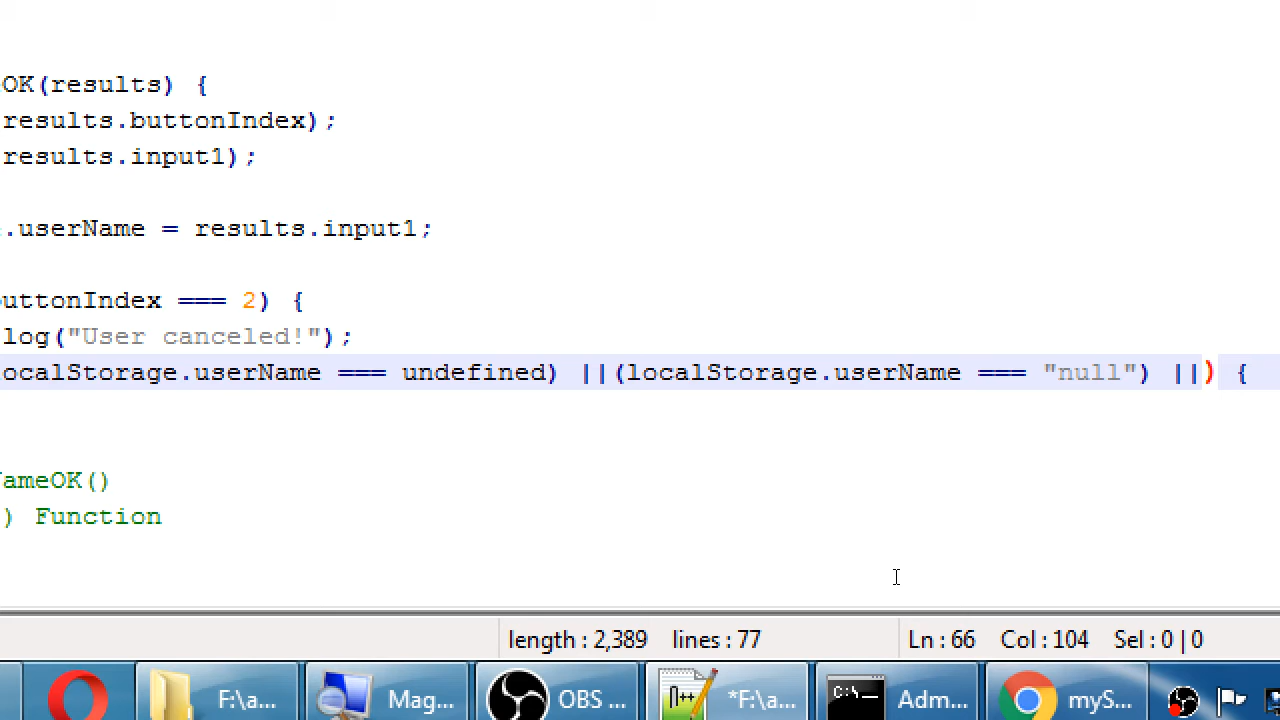 OK(results) {
results.buttonIndex);
results.input1);
.userName = results.input1;
uttonIndex === 2) {
log("User canceled!");
ocalStorage.userName === undefined) ||(localStorage.userName === "null") ||) {
ameOK()
) Function
length : 2,389 lines : 77 Ln : 66 Col : 104 Sel : 0 | 0
F:\a... Mag... OBS ... *F:\a... Adm... myS...